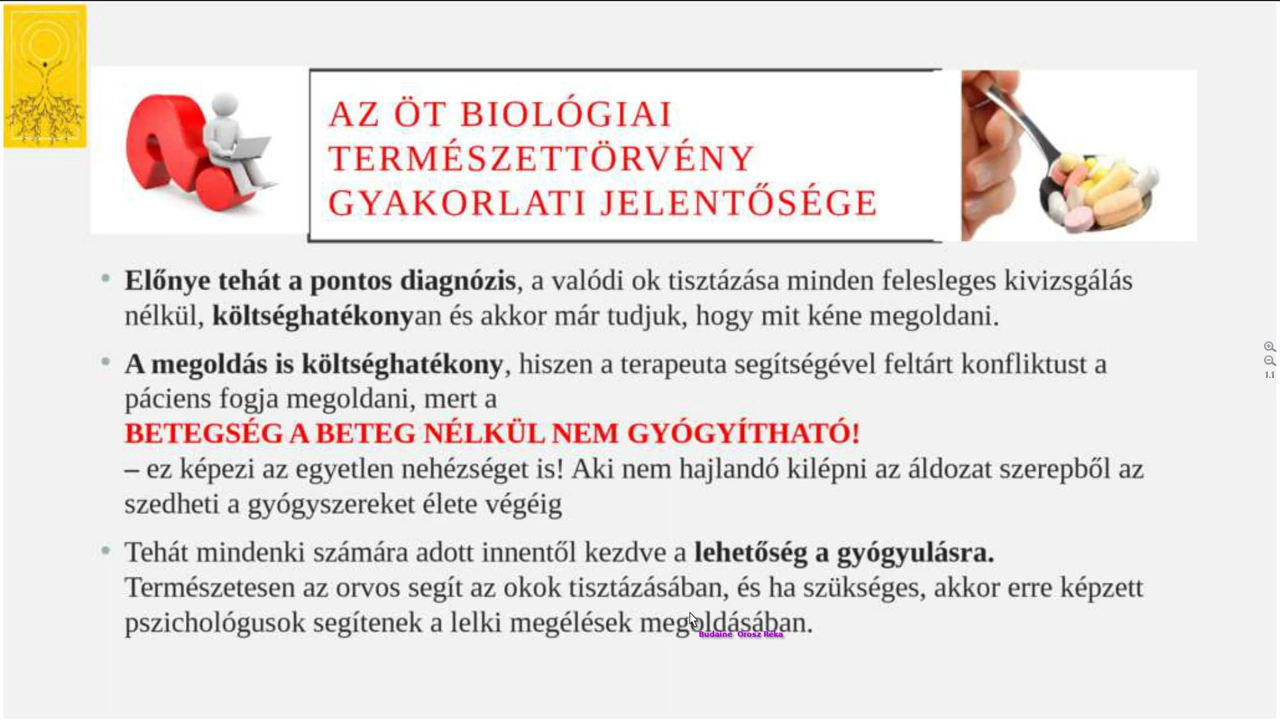 AZ ÖT BIOLÓGIAI
TERMÉSZETTÖRVÉNY
GYAKORLATI JELENTŐSÉGE
• Előnye tehát a pontos diagnózis, a valódi ok tisztázása minden felesleges kivizsgálás
nélkül, költséghatékonyan és akkor már tudjuk, hogy mit kéne megoldani.
• A megoldás is költséghatékony, hiszen a terapeuta segítségével feltárt konfliktust a
páciens fogja megoldani, mert a
BETEGSÉG A BETEG NÉLKÜL NEM GYÓGYÍTHATÓ!
– ez képezi az egyetlen nehézséget is! Aki nem hajlandó kilépni az áldozat szerepből az
szedheti a gyógyszereket élete végéig
• Tehát mindenki számára adott innentől kezdve a lehetőség a gyógyulásra.
Természetesen az orvos segít az okok tisztázásában, és ha szükséges, akkor erre képzett
pszichológusok segítenek a lelki megélések megoldásában.
Budainé Orosz Réka
1:1